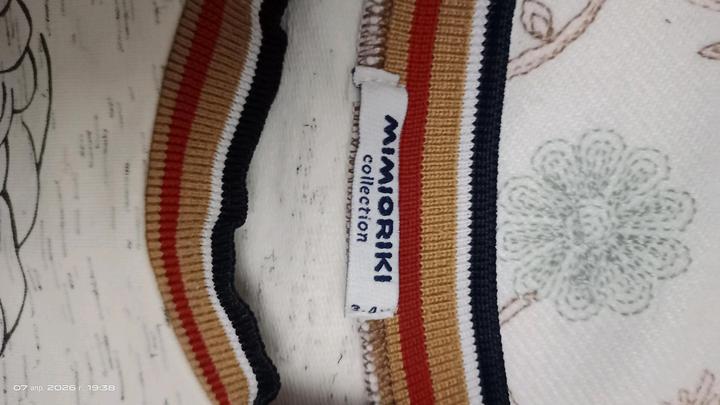 MIMIORIKI
collection
07 апр. 2026 г. 19:38